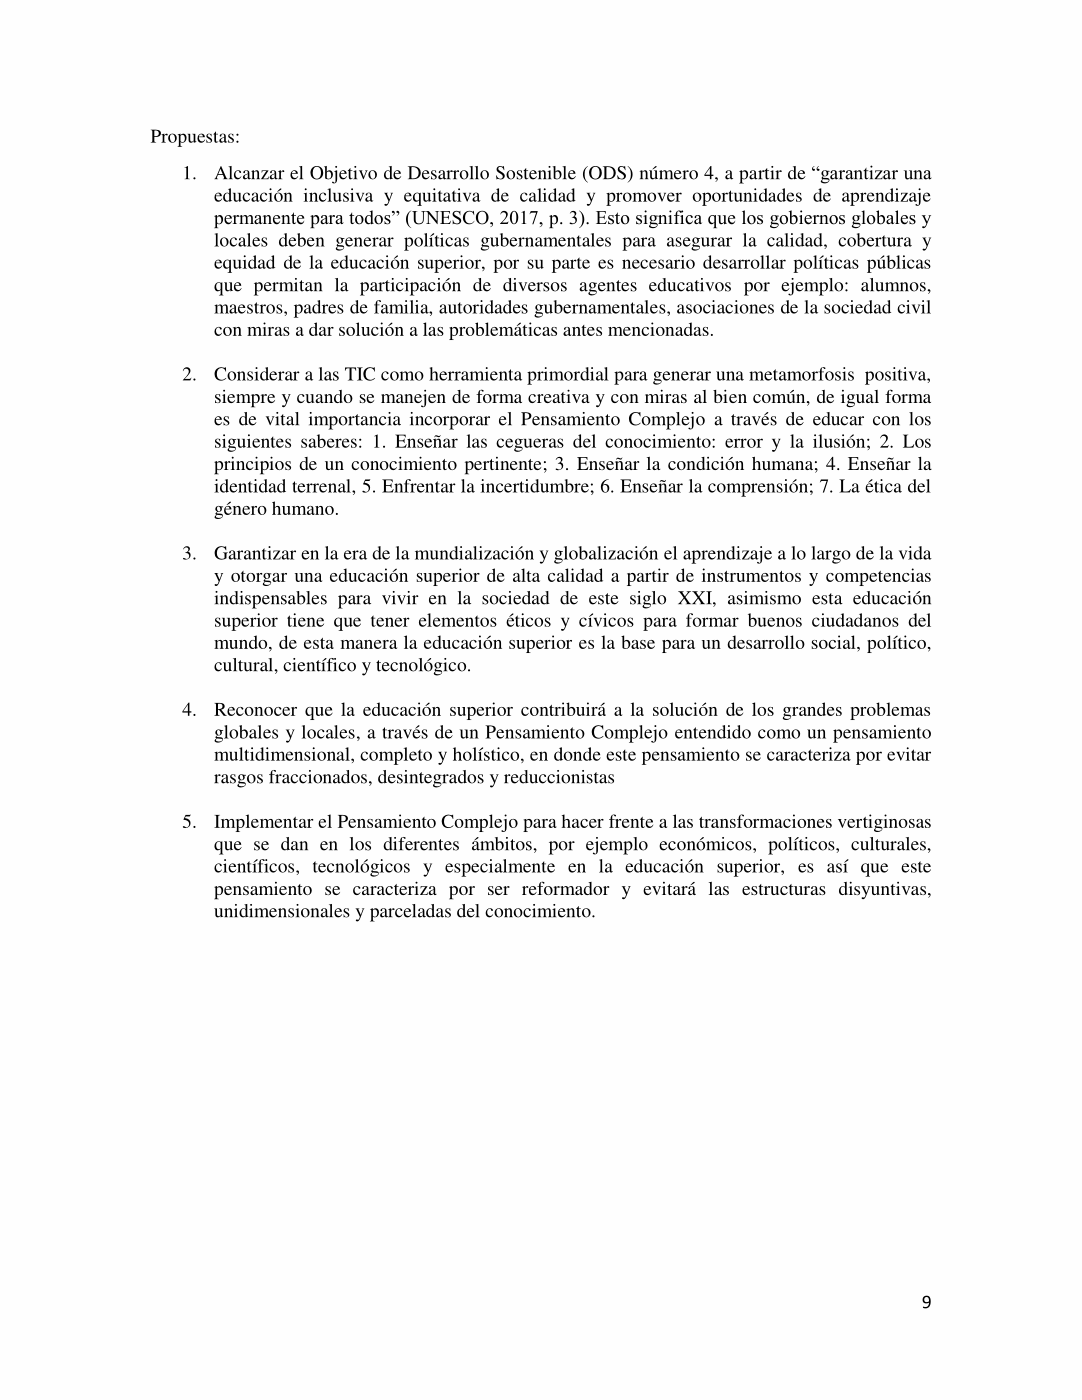 Propuestas:
1. Alcanzar el Objetivo de Desarrollo Sostenible (ODS) número 4, a partir de “garantizar una
educación inclusiva y equitativa de calidad y promover oportunidades de aprendizaje
permanente para todos” (UNESCO, 2017, p. 3). Esto significa que los gobiernos globales y
locales deben generar políticas gubernamentales para asegurar la calidad, cobertura y
equidad de la educación superior, por su parte es necesario desarrollar políticas públicas
que permitan la participación de diversos agentes educativos por ejemplo: alumnos,
maestros, padres de familia, autoridades gubernamentales, asociaciones de la sociedad civil
con miras a dar solución a las problemáticas antes mencionadas.
2. Considerar a las TIC como herramienta primordial para generar una metamorfosis  positiva,
siempre y cuando se manejen de forma creativa y con miras al bien común, de igual forma
es de vital importancia incorporar el Pensamiento Complejo a través de educar con los
siguientes saberes: 1. Enseñar las cegueras del conocimiento: error y la ilusión; 2. Los
principios de un conocimiento pertinente; 3. Enseñar la condición humana; 4. Enseñar la
identidad terrenal, 5. Enfrentar la incertidumbre; 6. Enseñar la comprensión; 7. La ética del
género humano.
3. Garantizar en la era de la mundialización y globalización el aprendizaje a lo largo de la vida
y otorgar una educación superior de alta calidad a partir de instrumentos y competencias
indispensables para vivir en la sociedad de este siglo XXI, asimismo esta educación
superior tiene que tener elementos éticos y cívicos para formar buenos ciudadanos del
mundo, de esta manera la educación superior es la base para un desarrollo social, político,
cultural, científico y tecnológico.
4. Reconocer que la educación superior contribuirá a la solución de los grandes problemas
globales y locales, a través de un Pensamiento Complejo entendido como un pensamiento
multidimensional, completo y holístico, en donde este pensamiento se caracteriza por evitar
rasgos fraccionados, desintegrados y reduccionistas
5. Implementar el Pensamiento Complejo para hacer frente a las transformaciones vertiginosas
que se dan en los diferentes ámbitos, por ejemplo económicos, políticos, culturales,
científicos, tecnológicos y especialmente en la educación superior, es así que este
pensamiento se caracteriza por ser reformador y evitará las estructuras disyuntivas,
unidimensionales y parceladas del conocimiento.
9